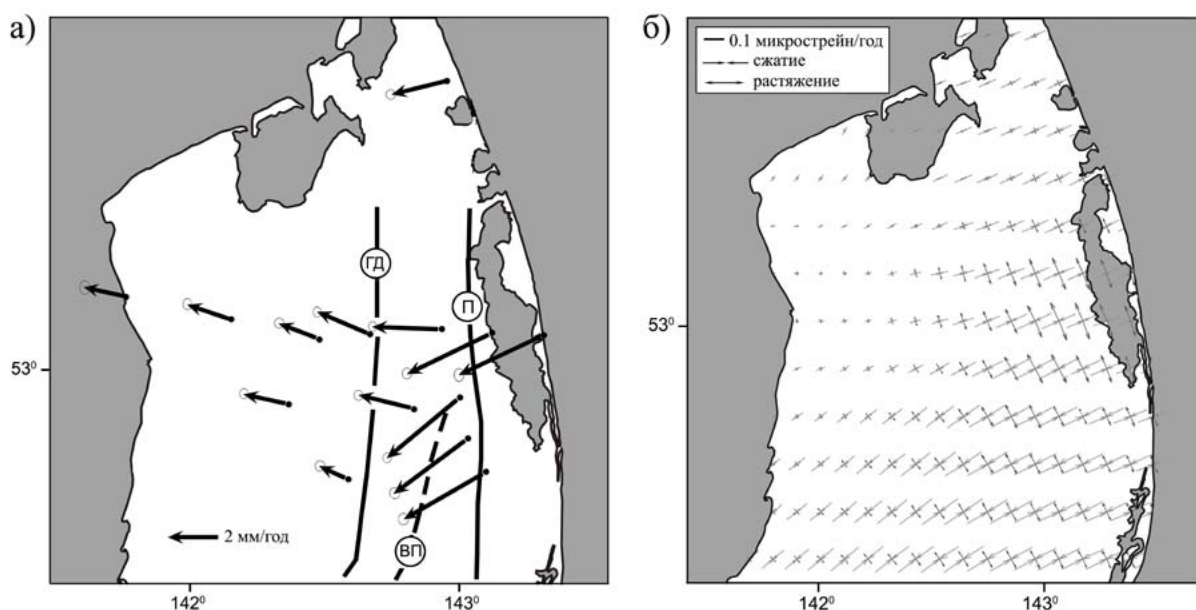 а)
ГД
П
53⁰
ВП
2 мм/год
142⁰
143⁰
б)
0.1 микрострейн/год
сжатие
растяжение
53⁰
142⁰
143⁰